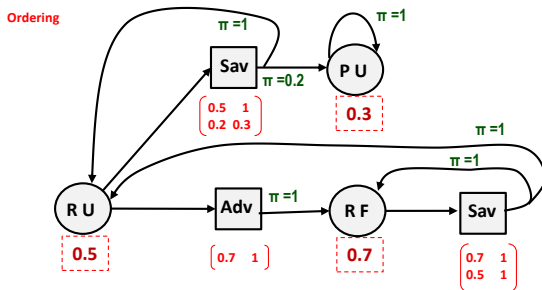 Ordering
π =1
π =1
Sav
π =0.2
P U
0.5 1
0.2 0.3
0.3
π =1
π =1
R U
Adv
π =1
R F
Sav
0.5
0.7 1
0.7
0.7 1
0.5 1